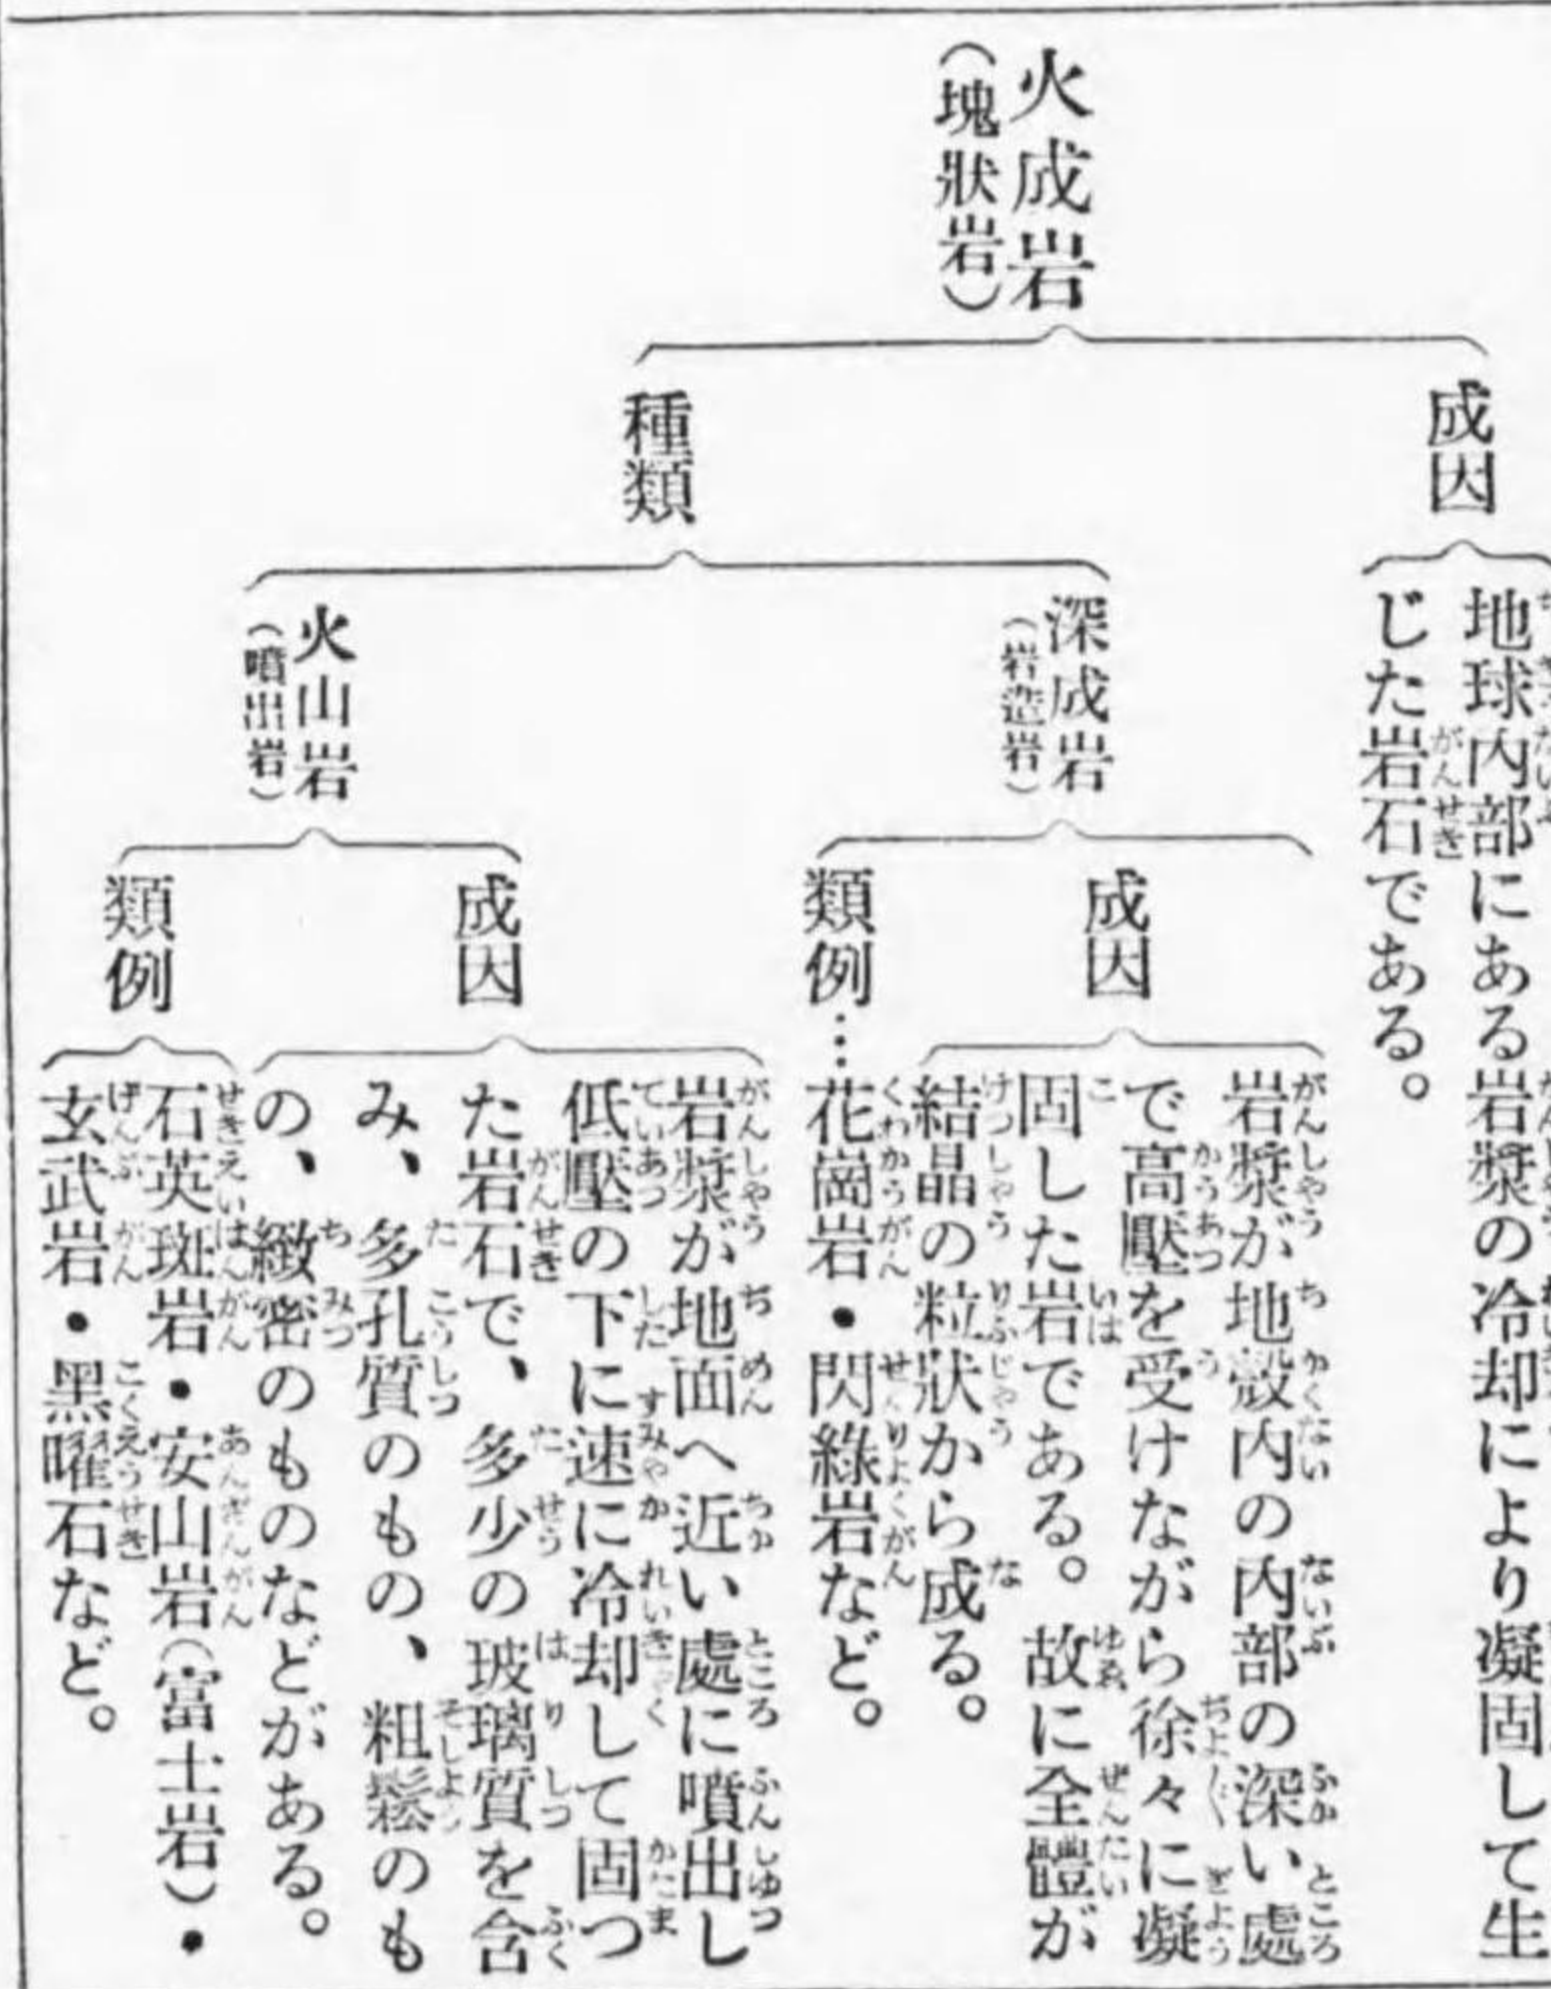 火成岩
(塊狀岩)
成因
地球內部にある岩漿の冷却により凝固して生
じた岩石である。
種類
深成岩
(岩造岩)
成因
岩漿が地殼内の內部の深い處
で高壓を受けながら徐々に凝
固した岩である。故に全體が
結晶の粒狀から成る。
類例…花崗岩・閃綠岩など。
火山岩
(噴出岩)
成因
岩漿が地面へ近い處に噴出し
低壓の下に速に冷却して固つ
た岩石で、多少の玻璃質を含
み、多孔質のもの、粗鬆のも
の、緻密のものなどがある。
類例
石英斑岩・安山岩(富士岩)・
玄武岩・黑曜石など。